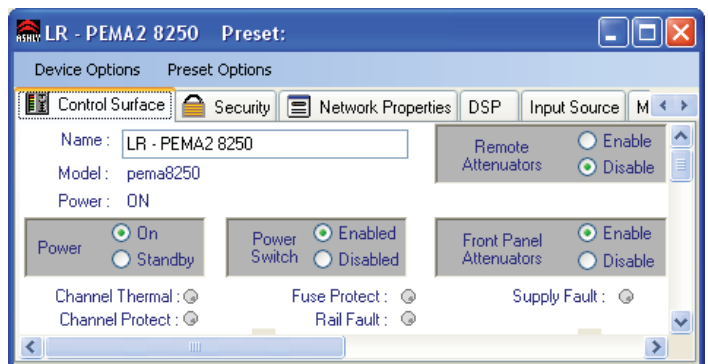 ASHLY LR - PEMA2 8250 Preset:
Device Options Preset Options
Control Surface Security Network Properties DSP Input Source M
Name : LR - PEMA2 8250
Model : pema8250
Power : ON
Remote Attenuators Enable Disable
Power On Standby
Power Switch Enabled Disabled
Front Panel Attenuators Enable Disable
Channel Thermal : Fuse Protect : Supply Fault :
Channel Protect : Rail Fault :